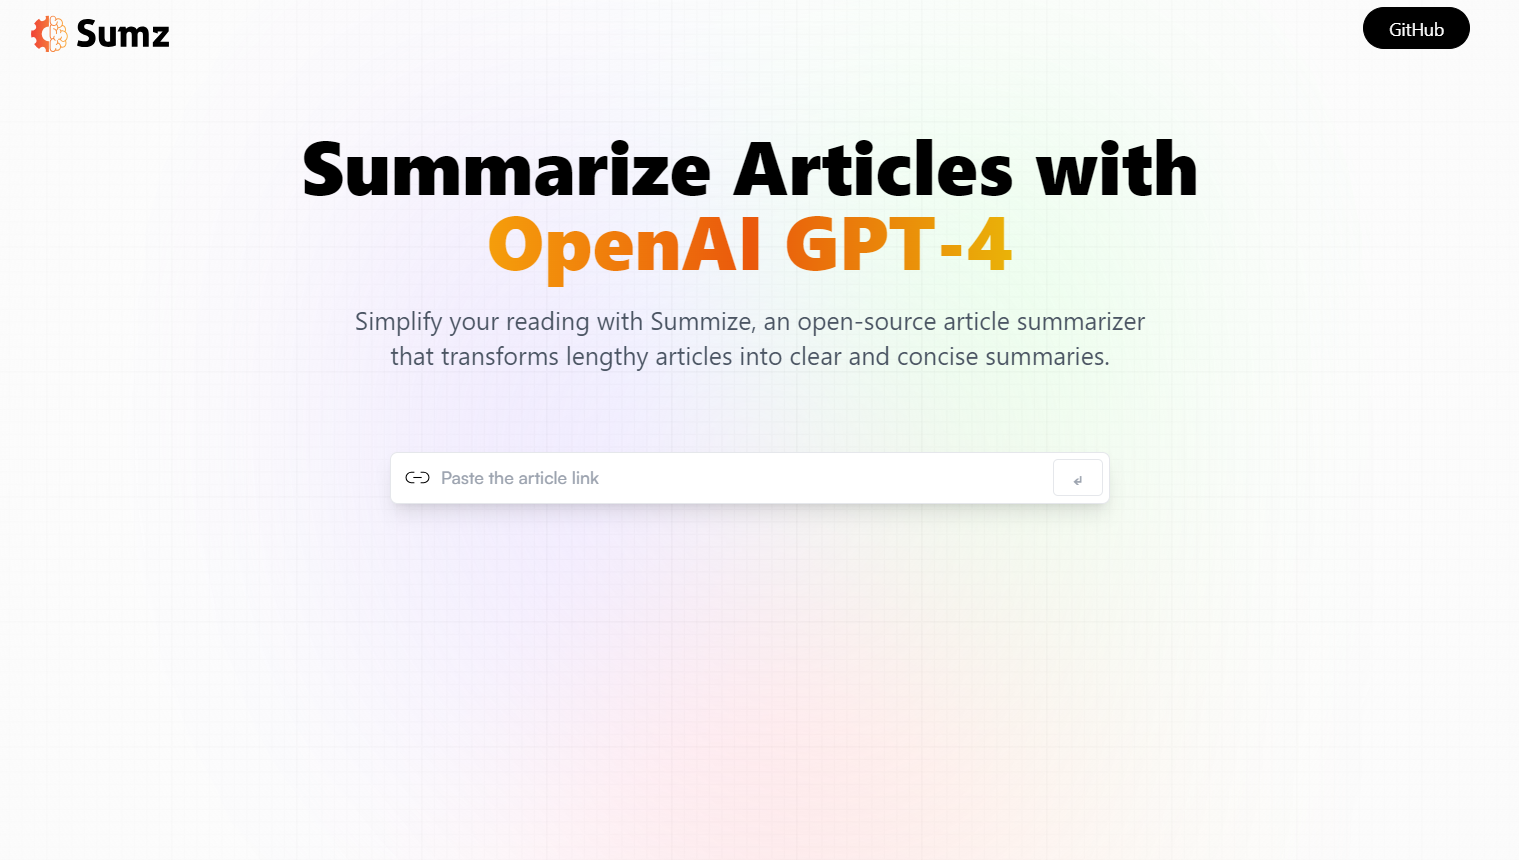 Sumz
GitHub
Summarize Articles with
OpenAI GPT-4
Simplify your reading with Summize, an open-source article summarizer
that transforms lengthy articles into clear and concise summaries.
Paste the article link
↲